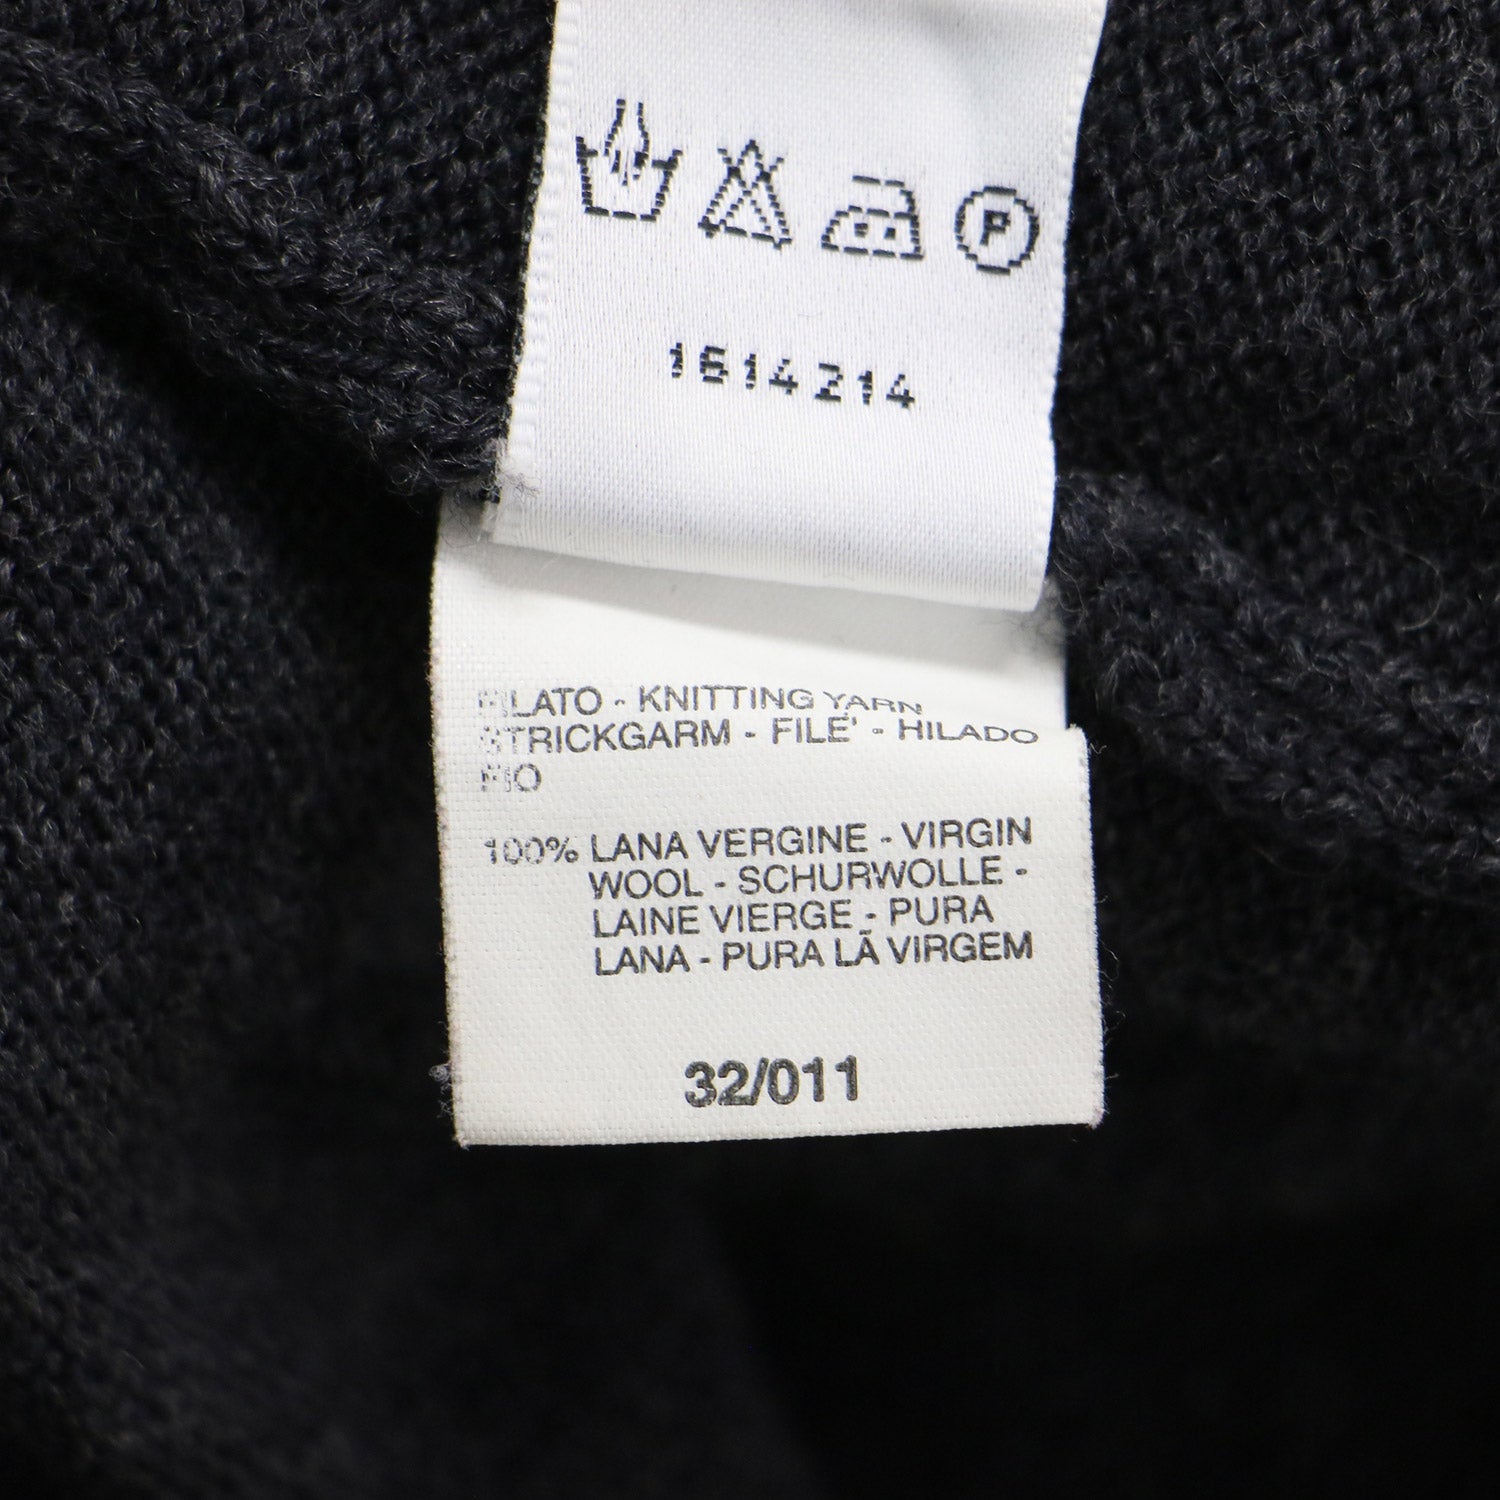 P
1614214
FILATO - KNITTING YARN
STRICKGARM - FILE' - HILADO
FIO
100% LANA VERGINE - VIRGIN
WOOL - SCHURWOLLE -
LAINE VIERGE - PURA
LANA - PURA LÃ VIRGEM
32/011